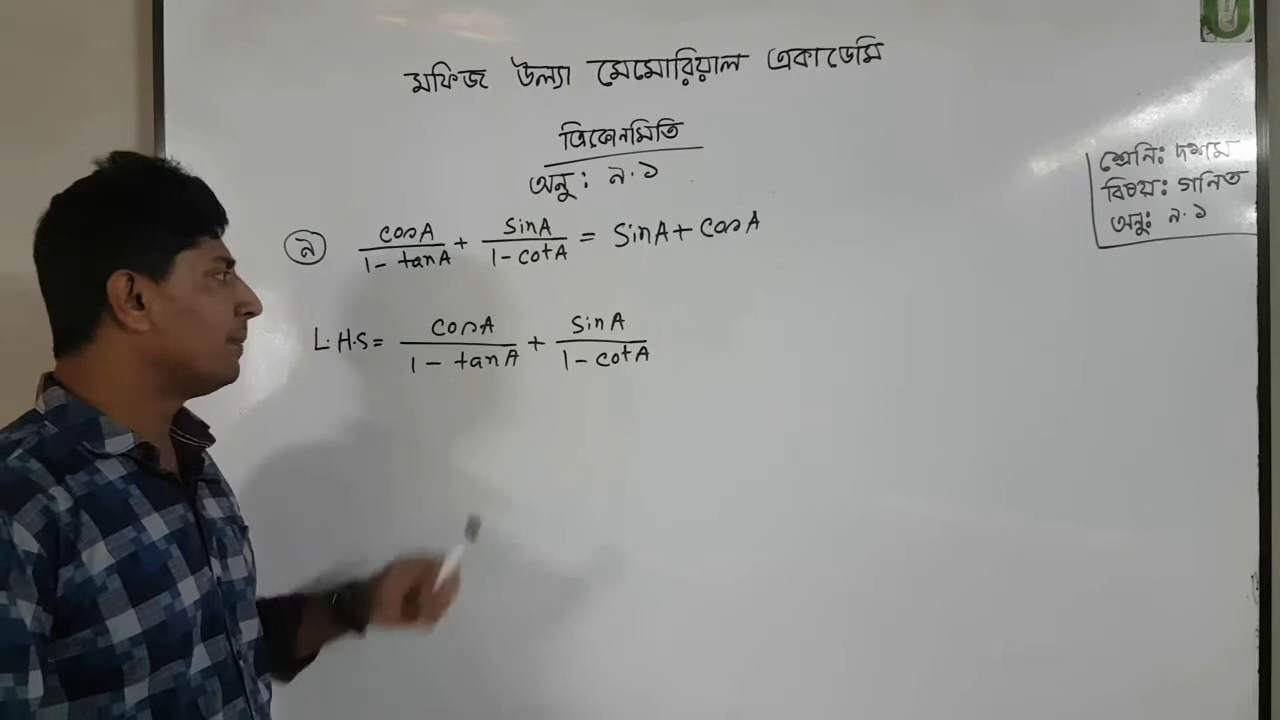 মফিজ উল্যা মেমোরিয়াল একাডেমি
ত্রিকোনমিতি
অনু: ৯.১
৯ cosA/(1 - tanA) + sinA/(1 - cotA) = sinA + cosA
L.H.S = cosA/(1 - tanA) + sinA/(1 - cotA)
শ্রেনি: দশম
বিষয়: গনিত
অনু: ৯.১